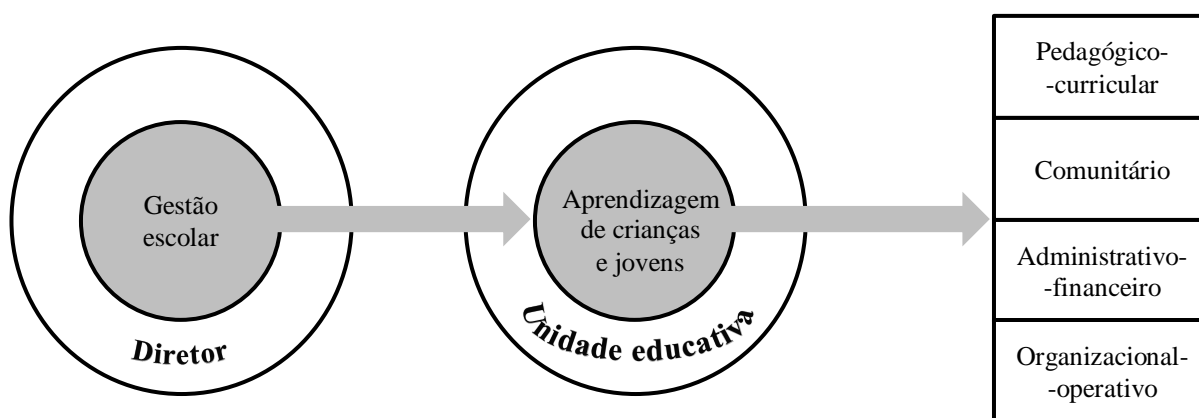 Gestão
escolar
Diretor
Aprendizagem
de crianças
e jovens
Unidade educativa
Pedagógico-
-curricular
Comunitário
Administrativo-
-financeiro
Organizacional-
-operativo